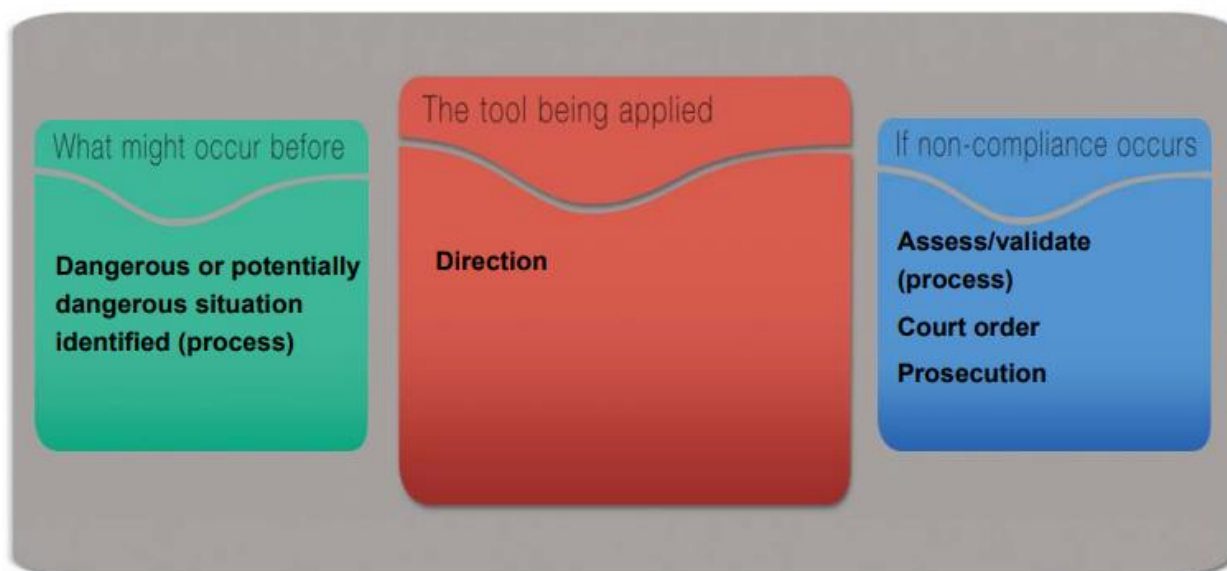 What might occur before
Dangerous or potentially
dangerous situation
identified (process)
The tool being applied
Direction
If non-compliance occurs
Assess/validate
(process)
Court order
Prosecution